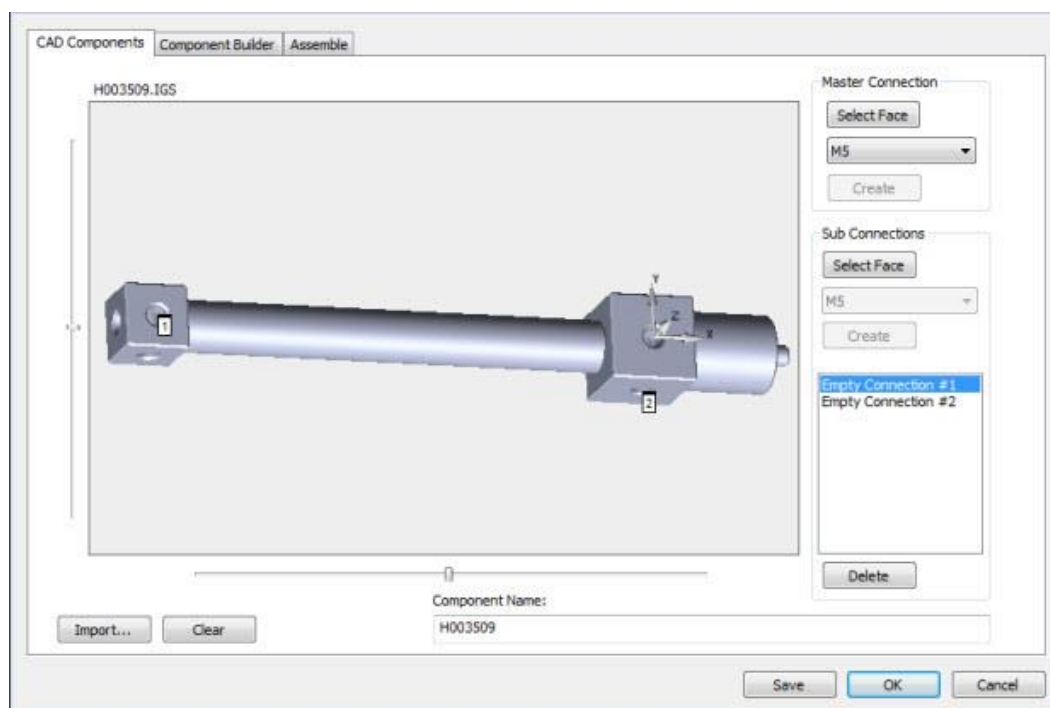 CAD Components Component Builder Assemble
H003509.IGS
Master Connection
Select Face
M5
Create
Sub Connections
Select Face
M5
Create
Empty Connection #1
Empty Connection #2
Delete
Y
Z
X
1
2
Component Name:
H003509
Import... Clear
Save OK Cancel